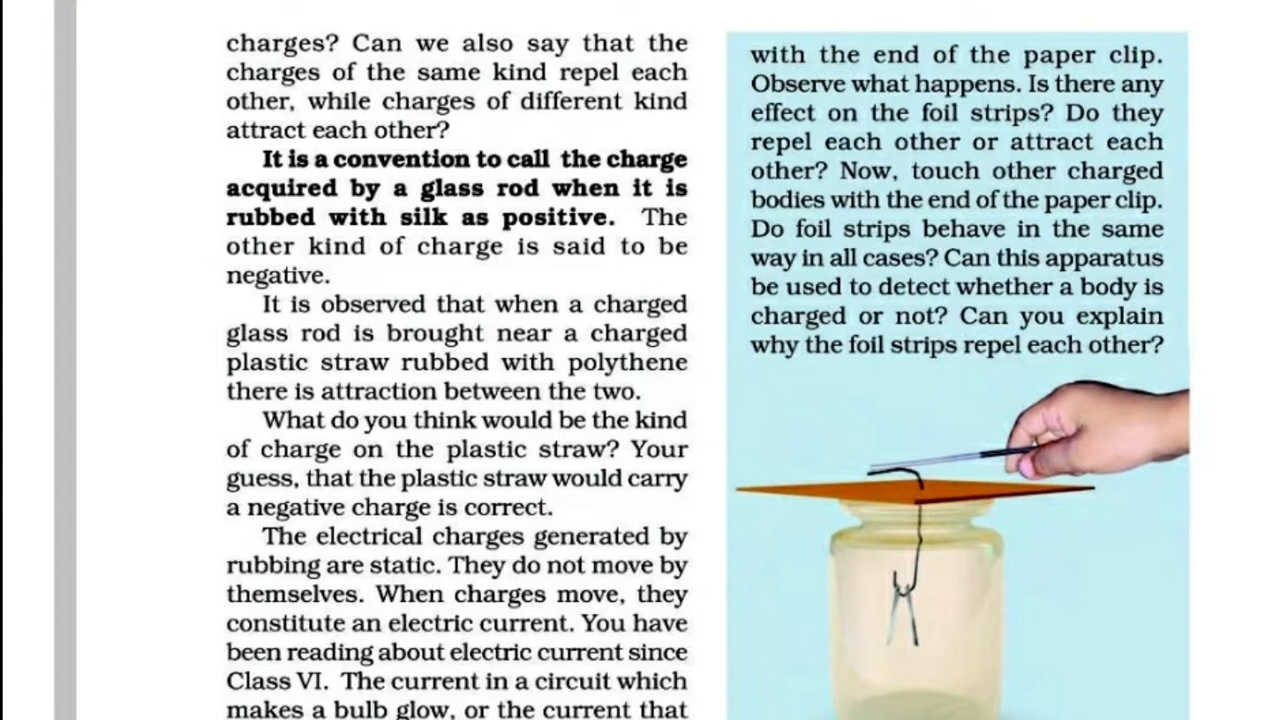 charges? Can we also say that the
charges of the same kind repel each
other, while charges of different kind
attract each other?
It is a convention to call the charge
acquired by a glass rod when it is
rubbed with silk as positive. The
other kind of charge is said to be
negative.
It is observed that when a charged
glass rod is brought near a charged
plastic straw rubbed with polythene
there is attraction between the two.
What do you think would be the kind
of charge on the plastic straw? Your
guess, that the plastic straw would carry
a negative charge is correct.
The electrical charges generated by
rubbing are static. They do not move by
themselves. When charges move, they
constitute an electric current. You have
been reading about electric current since
Class VI. The current in a circuit which
makes a bulb glow, or the current that
with the end of the paper clip.
Observe what happens. Is there any
effect on the foil strips? Do they
repel each other or attract each
other? Now, touch other charged
bodies with the end of the paper clip.
Do foil strips behave in the same
way in all cases? Can this apparatus
be used to detect whether a body is
charged or not? Can you explain
why the foil strips repel each other?